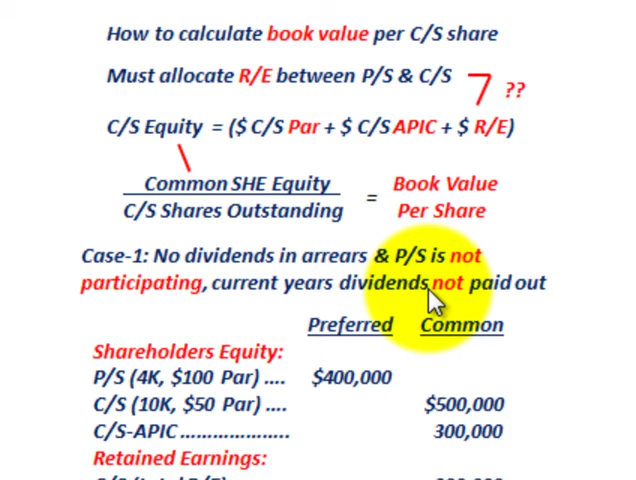 How to calculate book value per C/S share
Must allocate R/E between P/S & C/S
??
C/S Equity = ($ C/S Par + $ C/S APIC + $ R/E)
Common SHE Equity
C/S Shares Outstanding
=
Book Value
Per Share
Case-1: No dividends in arrears & P/S is not
participating, current years dividends not paid out
Preferred Common
Shareholders Equity:
P/S (4K, $100 Par) .... $400,000
C/S (10K, $50 Par) .... $500,000
C/S-APIC .................... 300,000
Retained Earnings: